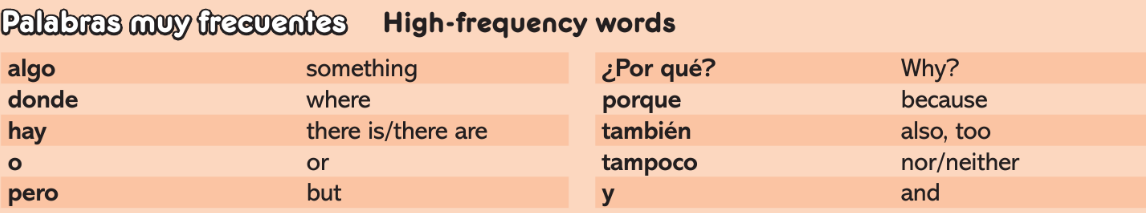 Palabras muy frecuentes High-frequency words
algo something
donde where
hay there is/there are
o or
pero but
¿Por qué? Why?
porque because
también also, too
tampoco nor/neither
y and